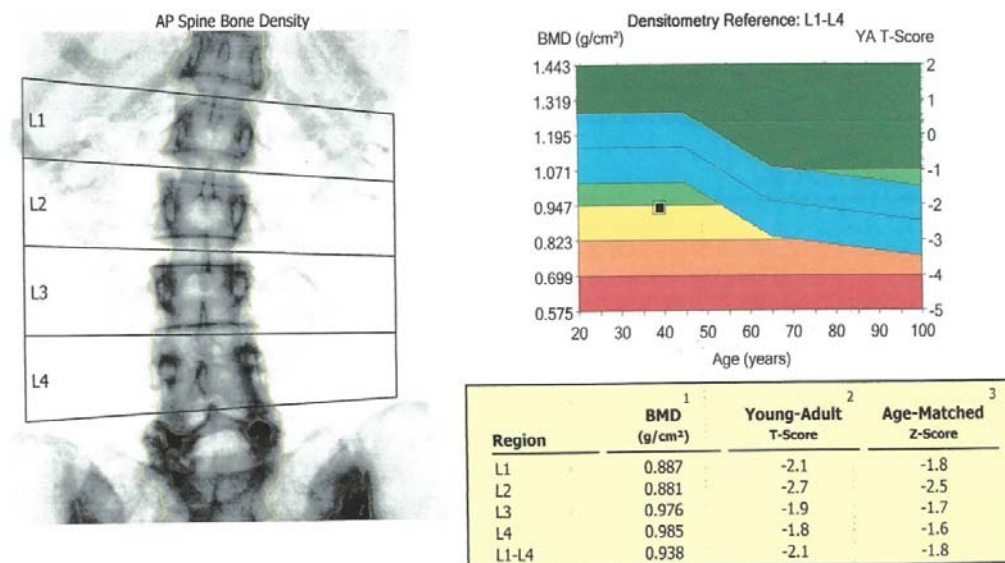 AP Spine Bone Density
L1
L2
L3
L4
Densitometry Reference: L1-L4
BMD (g/cm²) YA T-Score
1.443 2
1.319 1
1.195 0
1.071 -1
0.947 -2
0.823 -3
0.699 -4
0.575 -5
20 30 40 50 60 70 80 90 100
Age (years)
1 2 3
BMD Young-Adult Age-Matched
Region (g/cm²) T-Score Z-Score
L1 0.887 -2.1 -1.8
L2 0.881 -2.7 -2.5
L3 0.976 -1.9 -1.7
L4 0.985 -1.8 -1.6
L1-L4 0.938 -2.1 -1.8